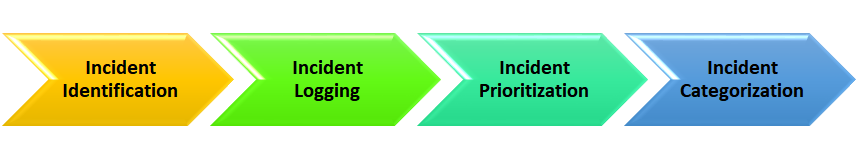 Incident
Identification
Incident
Logging
Incident
Prioritization
Incident
Categorization